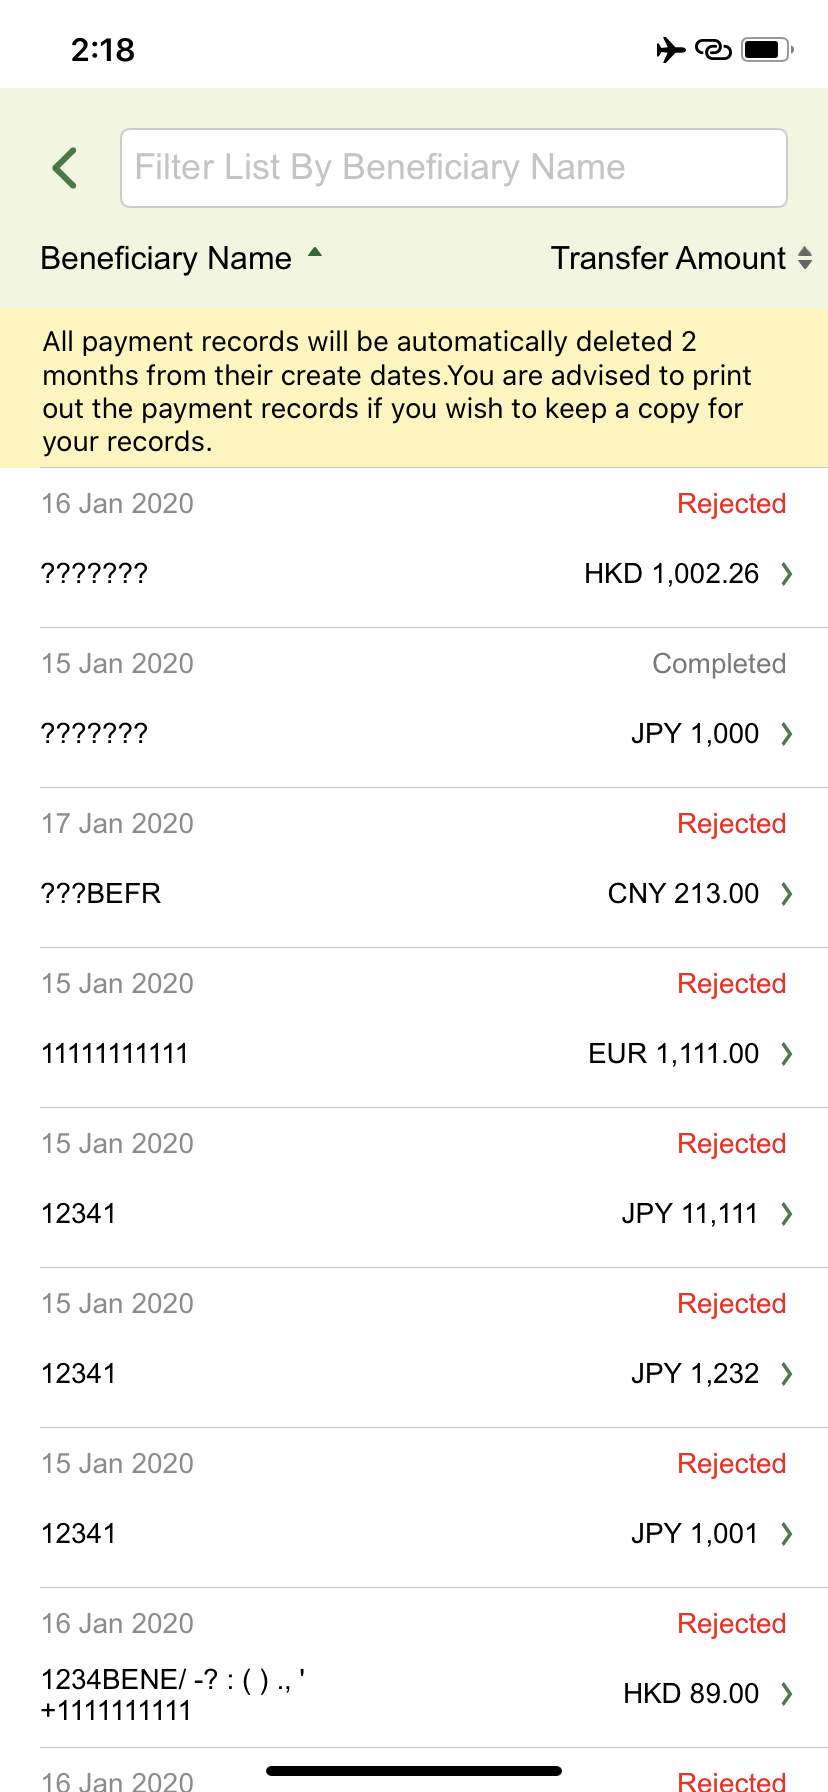 2:18
Filter List By Beneficiary Name
Beneficiary Name Transfer Amount
All payment records will be automatically deleted 2
months from their create dates.You are advised to print
out the payment records if you wish to keep a copy for
your records.
16 Jan 2020 Rejected
??????? HKD 1,002.26
15 Jan 2020 Completed
??????? JPY 1,000
17 Jan 2020 Rejected
???BEFR CNY 213.00
15 Jan 2020 Rejected
11111111111 EUR 1,111.00
15 Jan 2020 Rejected
12341 JPY 11,111
15 Jan 2020 Rejected
12341 JPY 1,232
15 Jan 2020 Rejected
12341 JPY 1,001
16 Jan 2020 Rejected
1234BENE/ -? : ( ) ., '
+1111111111 HKD 89.00
16 Jan 2020 Rejected